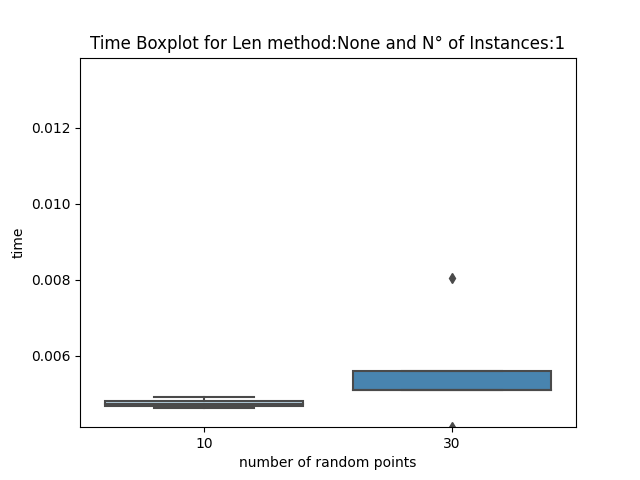 Time Boxplot for Len method:None and N° of Instances:1
0.012
0.010
0.008
0.006
time
10
30
number of random points